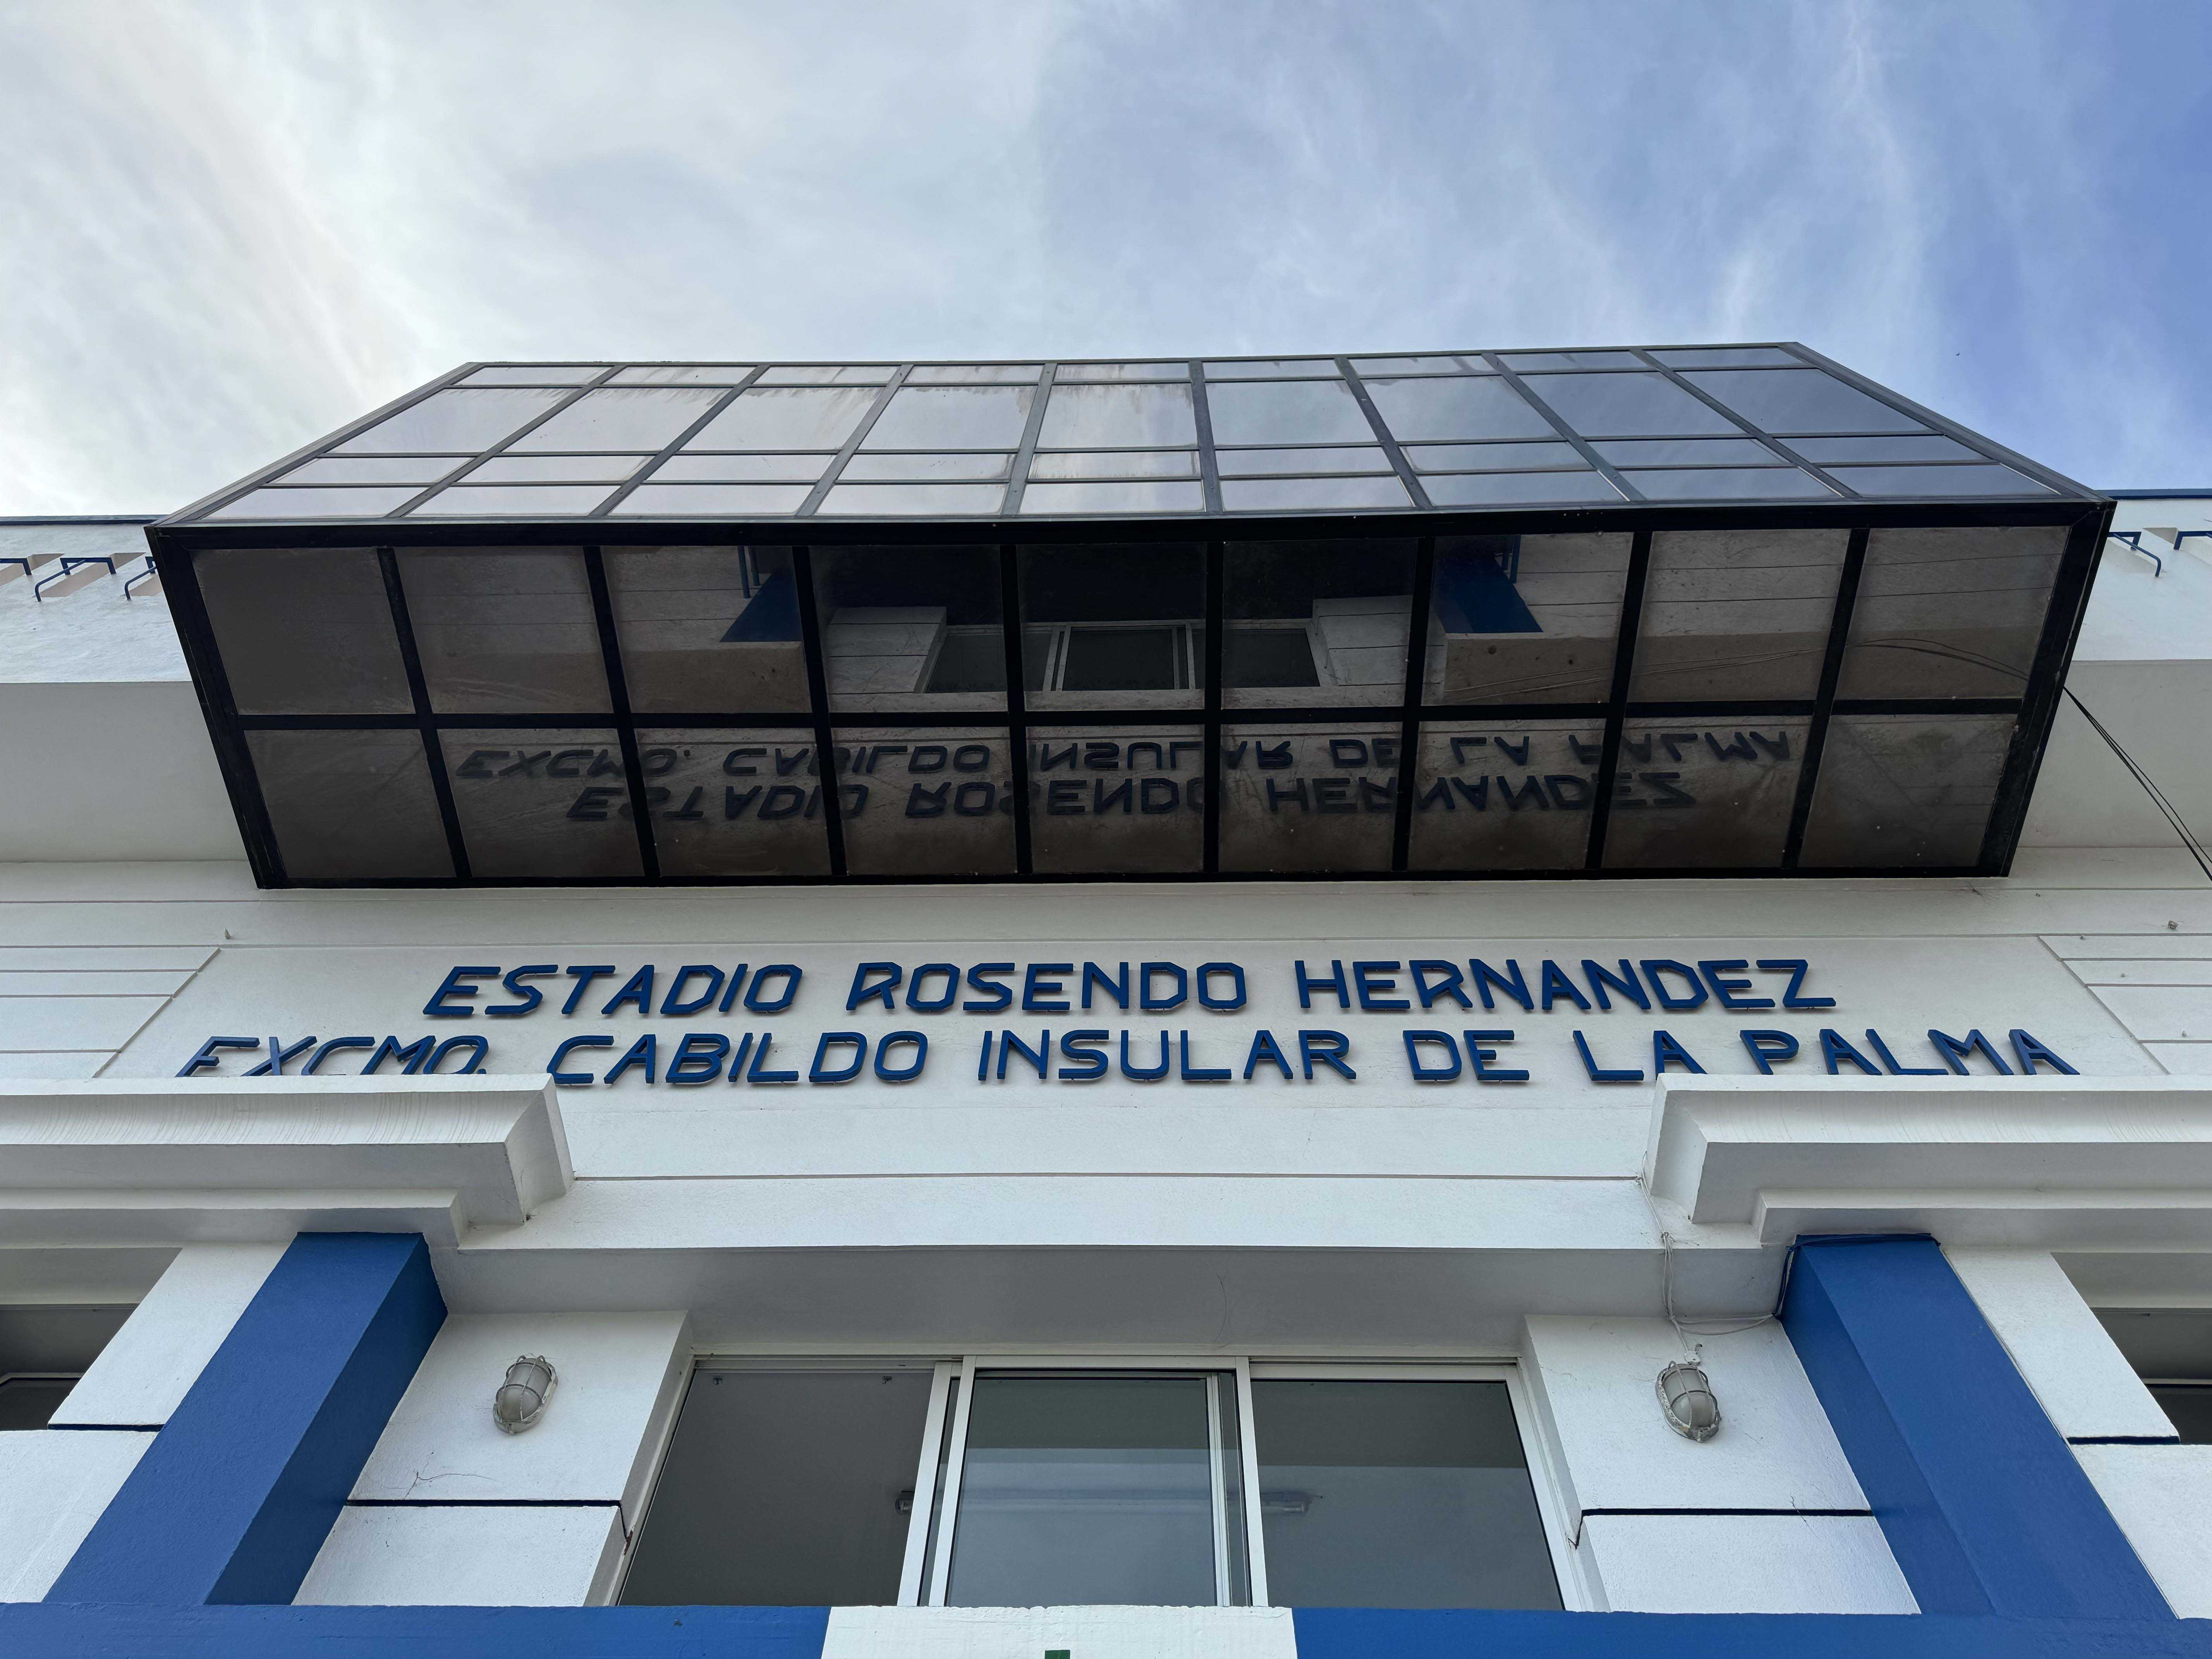 ESTADIO ROSENDO HERNANDEZ
EXCMO. CABILDO INSULAR DE LA PALMA